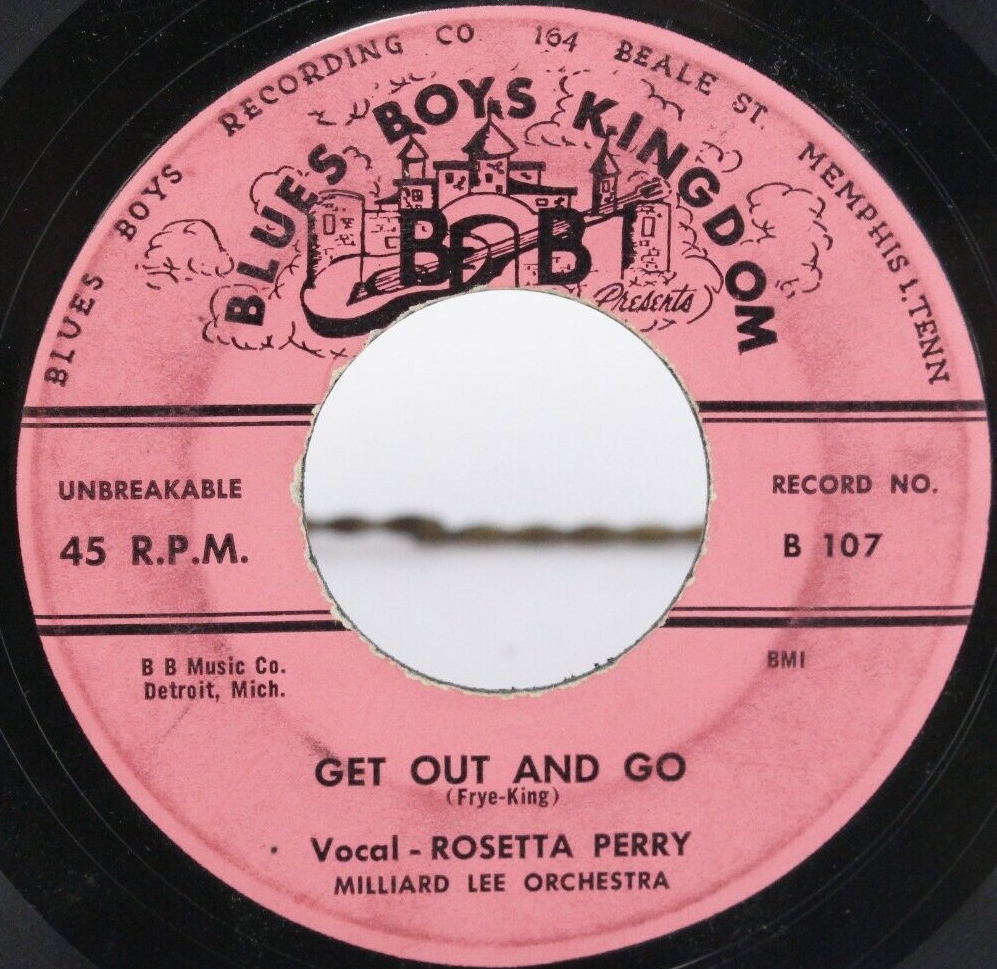 BLUES BOYS RECORDING CO 164 BEALE ST. MEMPHIS 1, TENN
BLUES BOYS KINGDOM
B B
Presents
UNBREAKABLE
45 R.P.M.
RECORD NO.
B 107
B B Music Co.
Detroit, Mich.
BMI
GET OUT AND GO
(Frye-King)
Vocal - ROSETTA PERRY
MILLIARD LEE ORCHESTRA